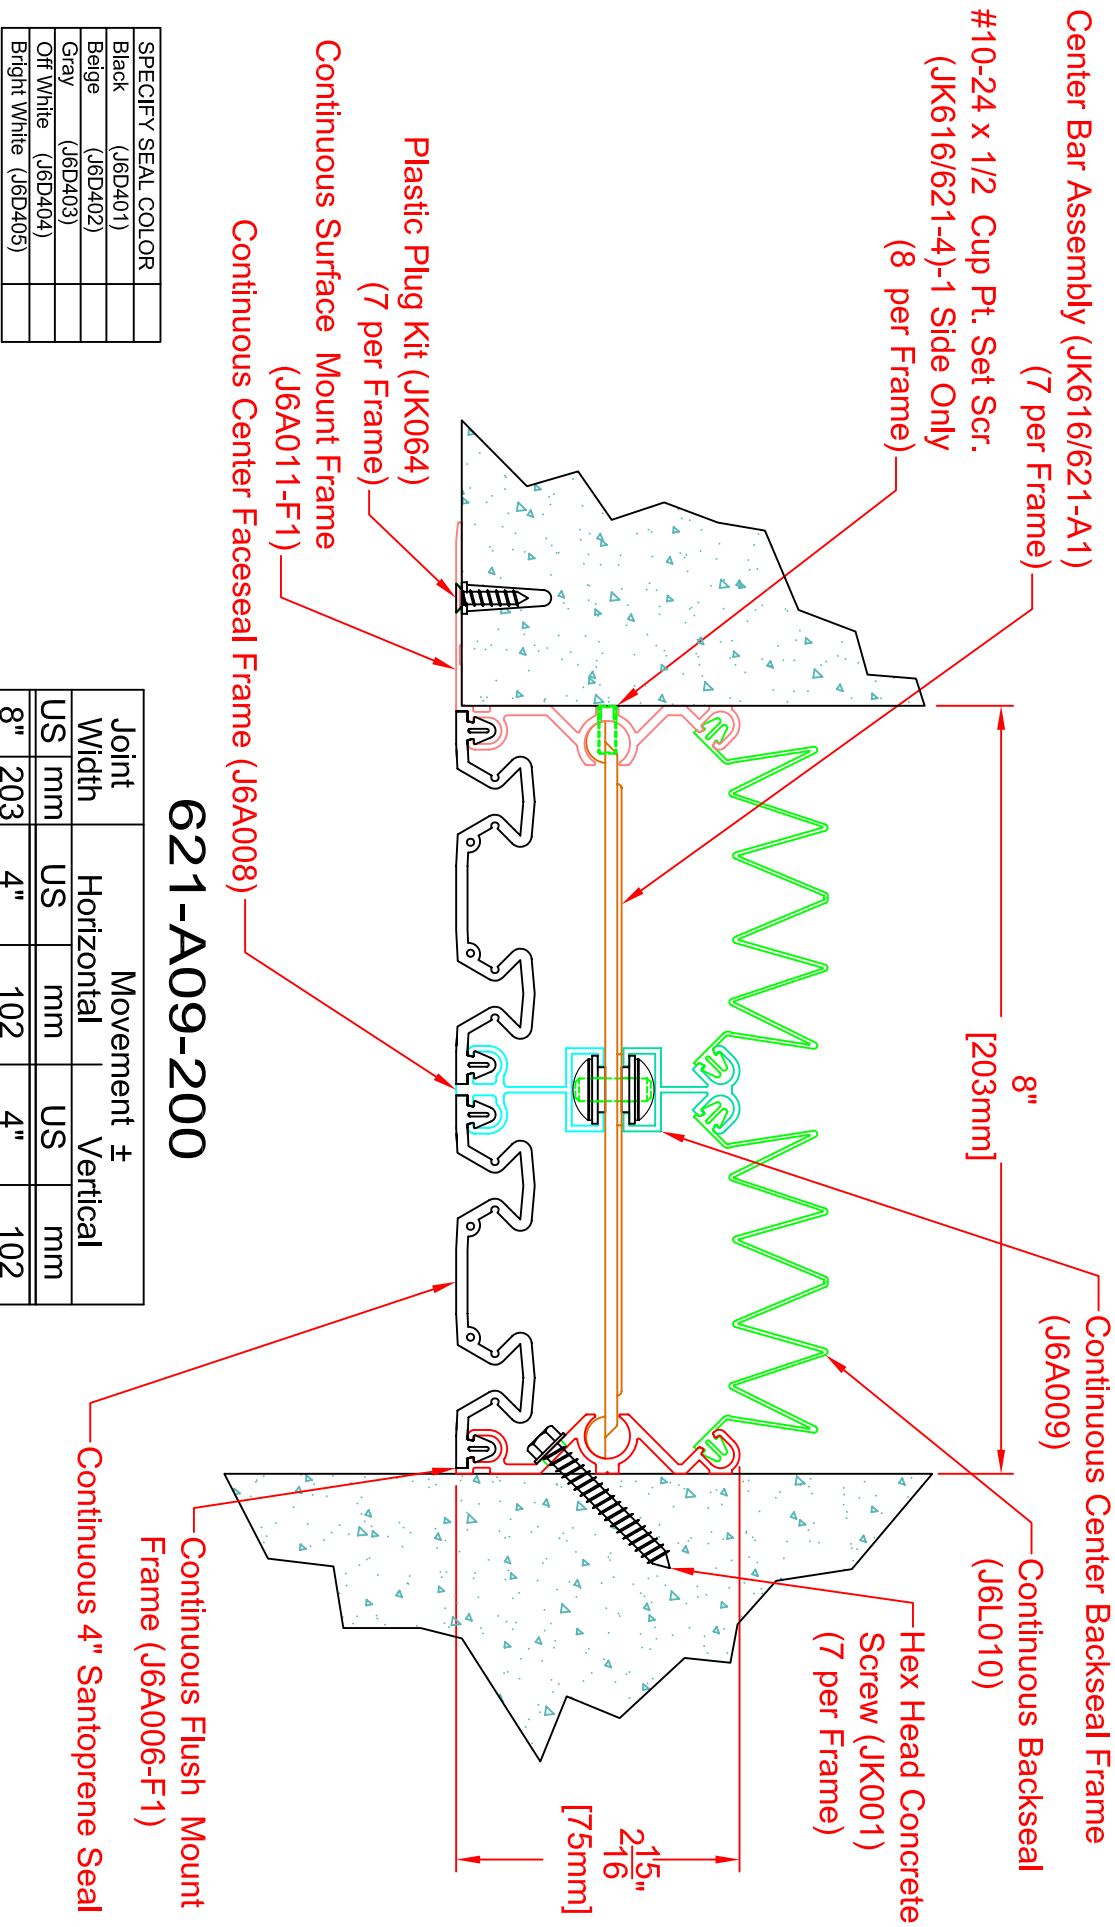 Center Bar Assembly (JK616/621-A1)
(7 per Frame)
#10-24 x 1/2 Cup Pt. Set Scr.
(JK616/621-4)-1 Side Only
(8 per Frame)
Plastic Plug Kit (JK064)
(7 per Frame)
Continuous Surface Mount Frame
(J6A011-F1)
Continuous Center Faceseal Frame (J6A008)
8"
[203mm]
Continuous Center Backseal Frame
(J6A009)
Continuous Backseal
(J6L010)
Hex Head Concrete
Screw (JK001)
(7 per Frame)
2 15/16"
[75mm]
Continuous Flush Mount
Frame (J6A006-F1)
Continuous 4" Santoprene Seal
SPECIFY SEAL COLOR
Black (J6D401)
Beige (J6D402)
Gray (J6D403)
Off White (J6D404)
Bright White (J6D405)
621-A09-200
Joint Width
Movement ±
Horizontal Vertical
US mm US mm US mm
8" 203 4" 102 4" 102